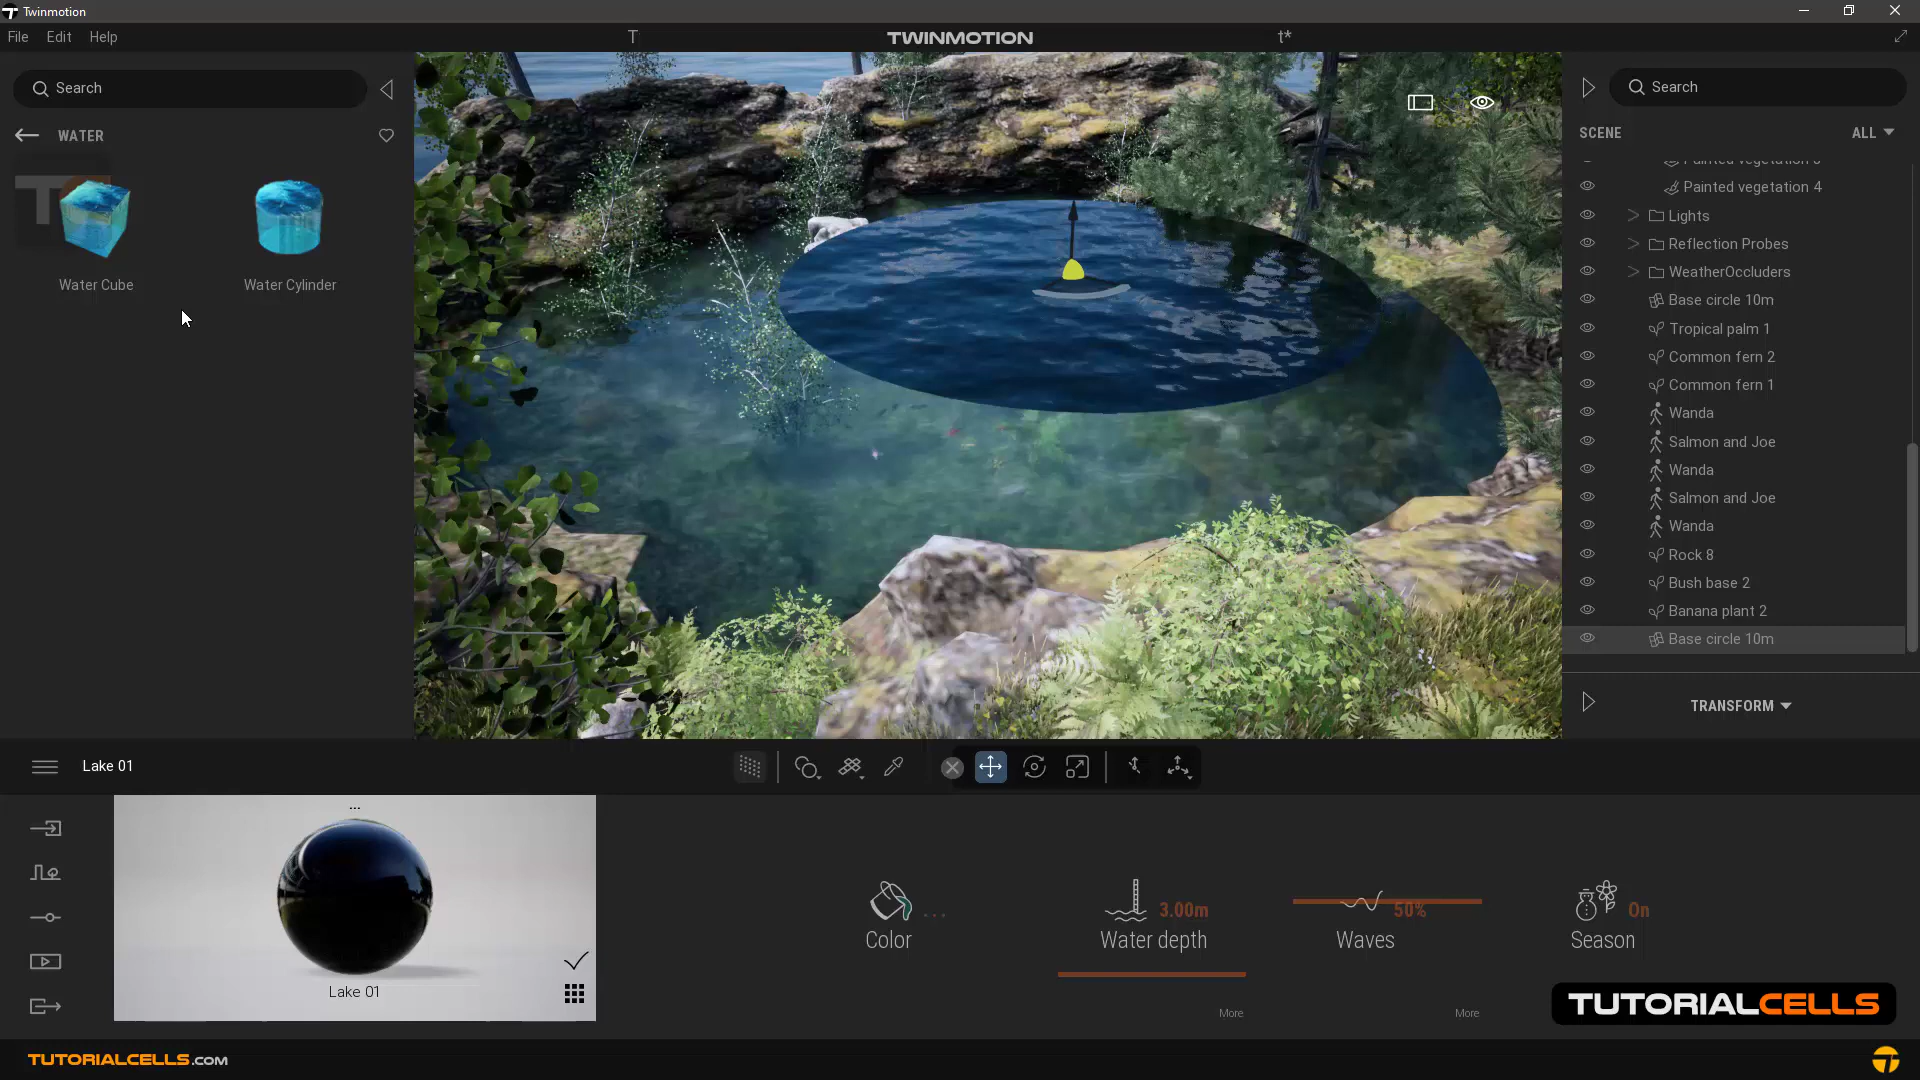 Twinmotion
File Edit Help
T
TWINMOTION
t*
Search
WATER
Water Cube
Water Cylinder
Search
SCENE
ALL
Painted vegetation 4
Lights
Reflection Probes
WeatherOccluders
Base circle 10m
Tropical palm 1
Common fern 2
Common fern 1
Wanda
Salmon and Joe
Wanda
Salmon and Joe
Wanda
Rock 8
Bush base 2
Banana plant 2
Base circle 10m
TRANSFORM
Lake 01
...
Lake 01
Color
...
3.00m
Water depth
More
50%
Waves
More
On
Season
TUTORIALCELLS
TUTORIALCELLS.COM